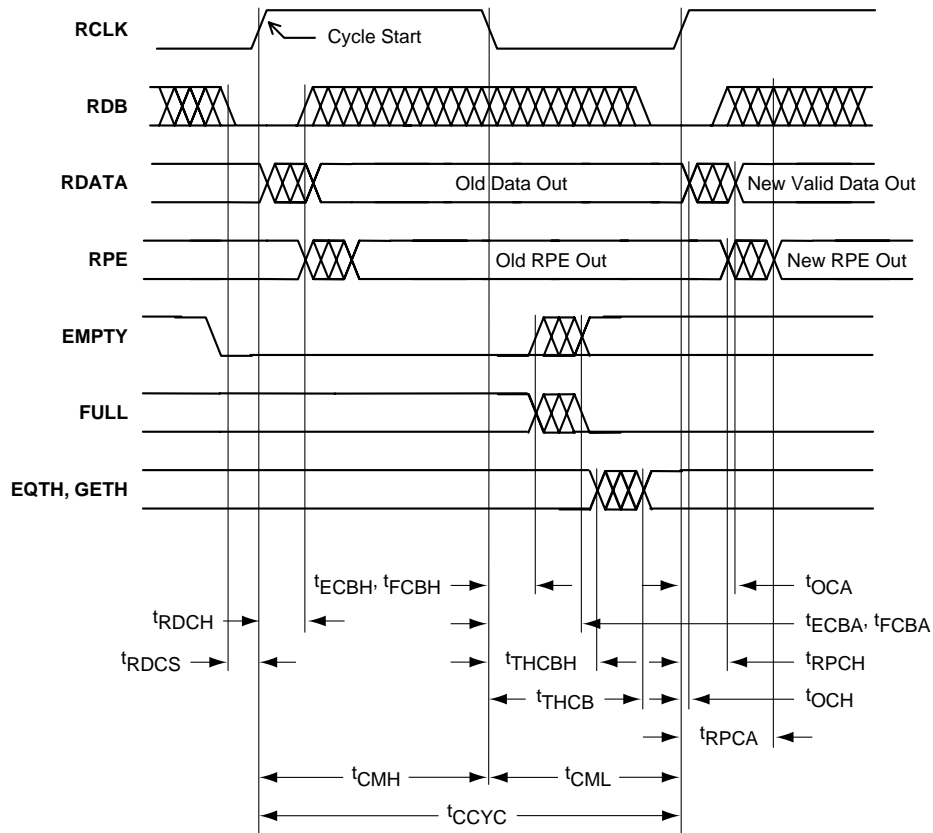 RCLK
Cycle Start
RDB
RDATA
Old Data Out
New Valid Data Out
RPE
Old RPE Out
New RPE Out
EMPTY
FULL
EQTH, GETH
tECBH, tFCBH
tOCA
tRDCH
tECBA, tFCBA
tRDCS
tTHCBH
tRPCH
tTHCB
tOCH
tRPCA
tCMH
tCML
tCCYC